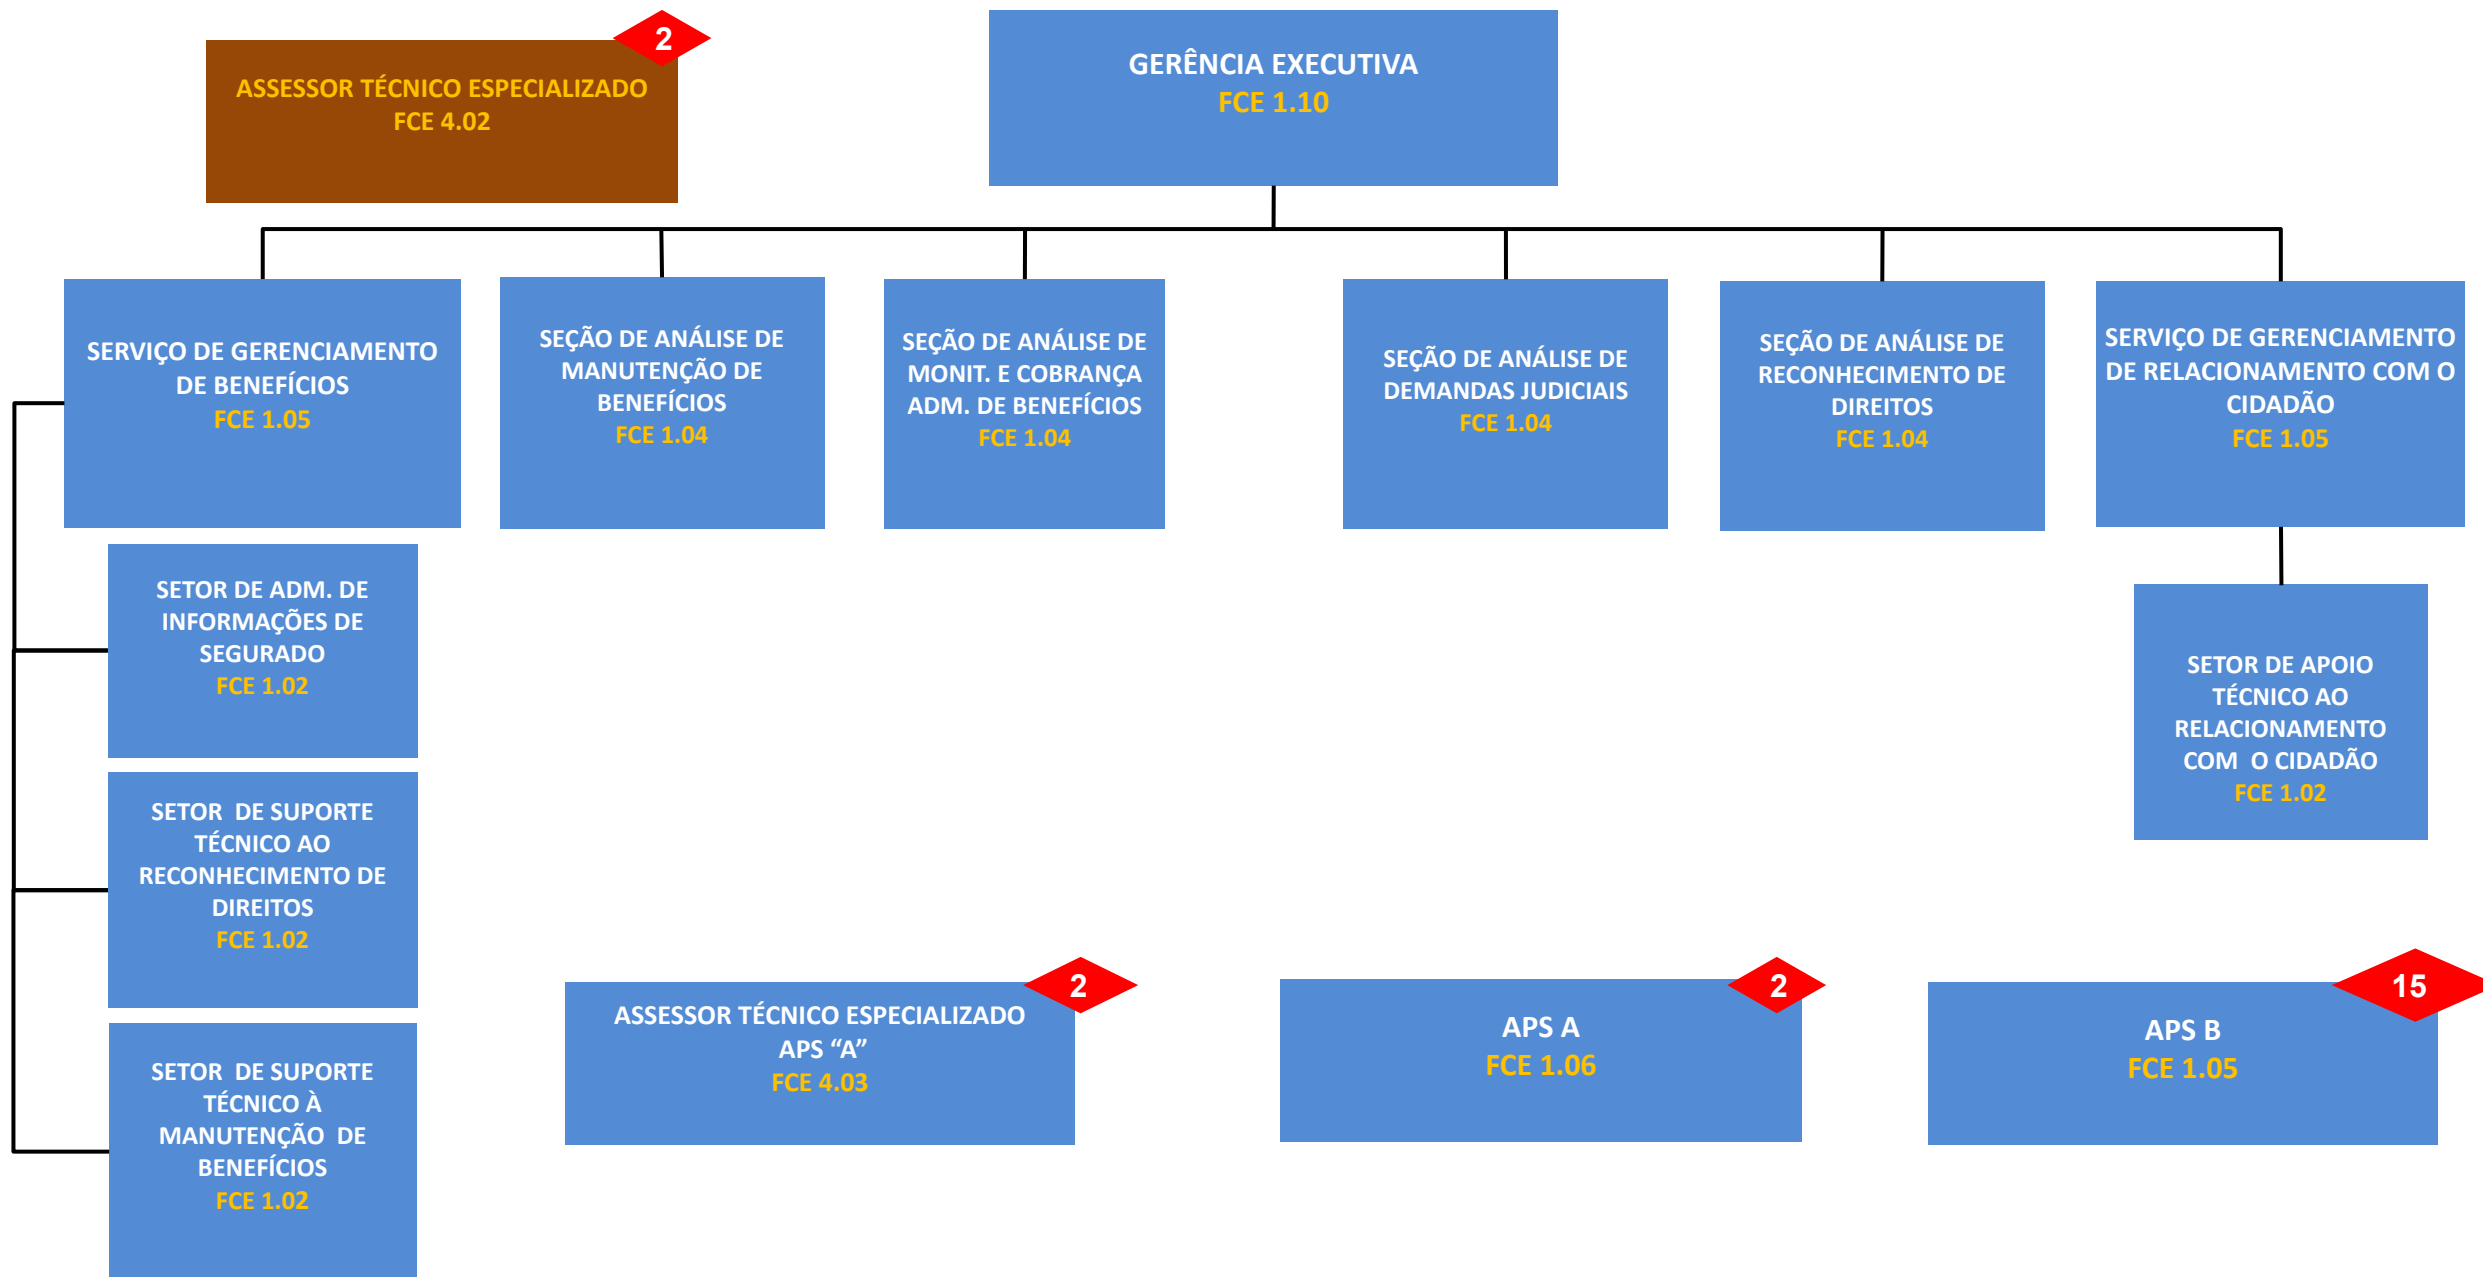 2
ASSESSOR TÉCNICO ESPECIALIZADO
FCE 4.02
GERÊNCIA EXECUTIVA
FCE 1.10
SERVIÇO DE GERENCIAMENTO
DE BENEFÍCIOS
FCE 1.05
SEÇÃO DE ANÁLISE DE
MANUTENÇÃO DE
BENEFÍCIOS
FCE 1.04
SEÇÃO DE ANÁLISE DE
MONIT. E COBRANÇA
ADM. DE BENEFÍCIOS
FCE 1.04
SEÇÃO DE ANÁLISE DE
DEMANDAS JUDICIAIS
FCE 1.04
SEÇÃO DE ANÁLISE DE
RECONHECIMENTO DE
DIREITOS
FCE 1.04
SERVIÇO DE GERENCIAMENTO
DE RELACIONAMENTO COM O
CIDADÃO
FCE 1.05
SETOR DE ADM. DE
INFORMAÇÕES DE
SEGURADO
FCE 1.02
SETOR DE SUPORTE
TÉCNICO AO
RECONHECIMENTO DE
DIREITOS
FCE 1.02
SETOR DE SUPORTE
TÉCNICO À
MANUTENÇÃO DE
BENEFÍCIOS
FCE 1.02
SETOR DE APOIO
TÉCNICO AO
RELACIONAMENTO
COM O CIDADÃO
FCE 1.02
2
ASSESSOR TÉCNICO ESPECIALIZADO
APS “A”
FCE 4.03
2
APS A
FCE 1.06
15
APS B
FCE 1.05